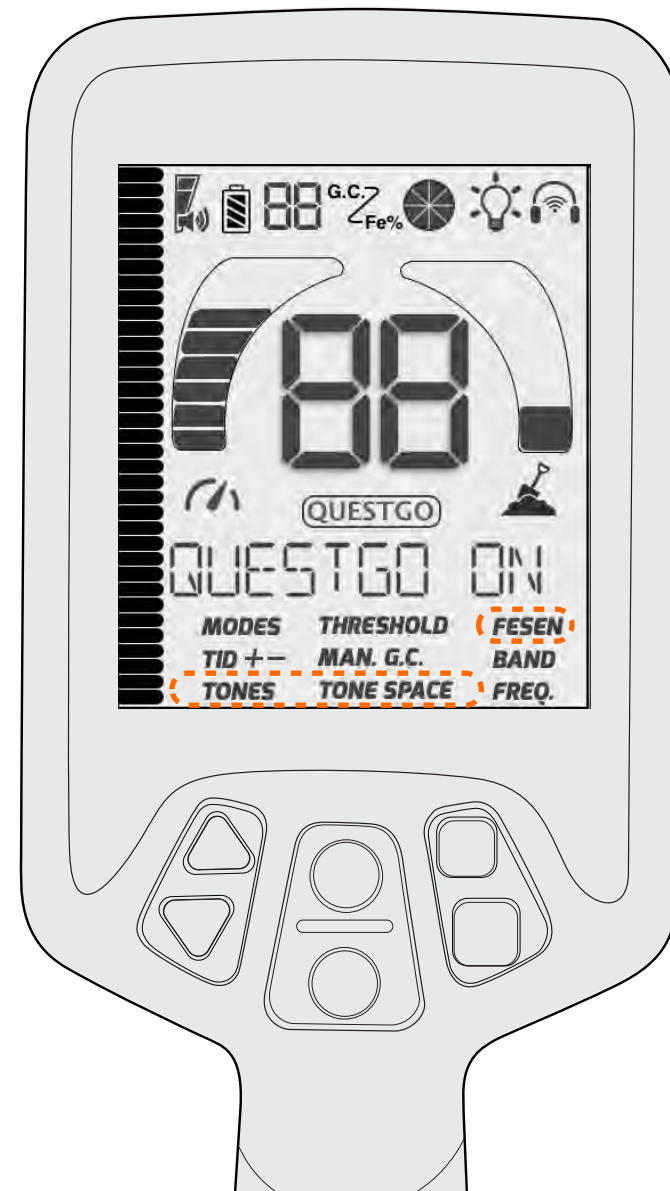 88 G.C. Fe%
88
QUESTGO
QUESTGO ON
MODES THRESHOLD FESEN
TID +- MAN. G.C. BAND
TONES TONE SPACE FREQ.